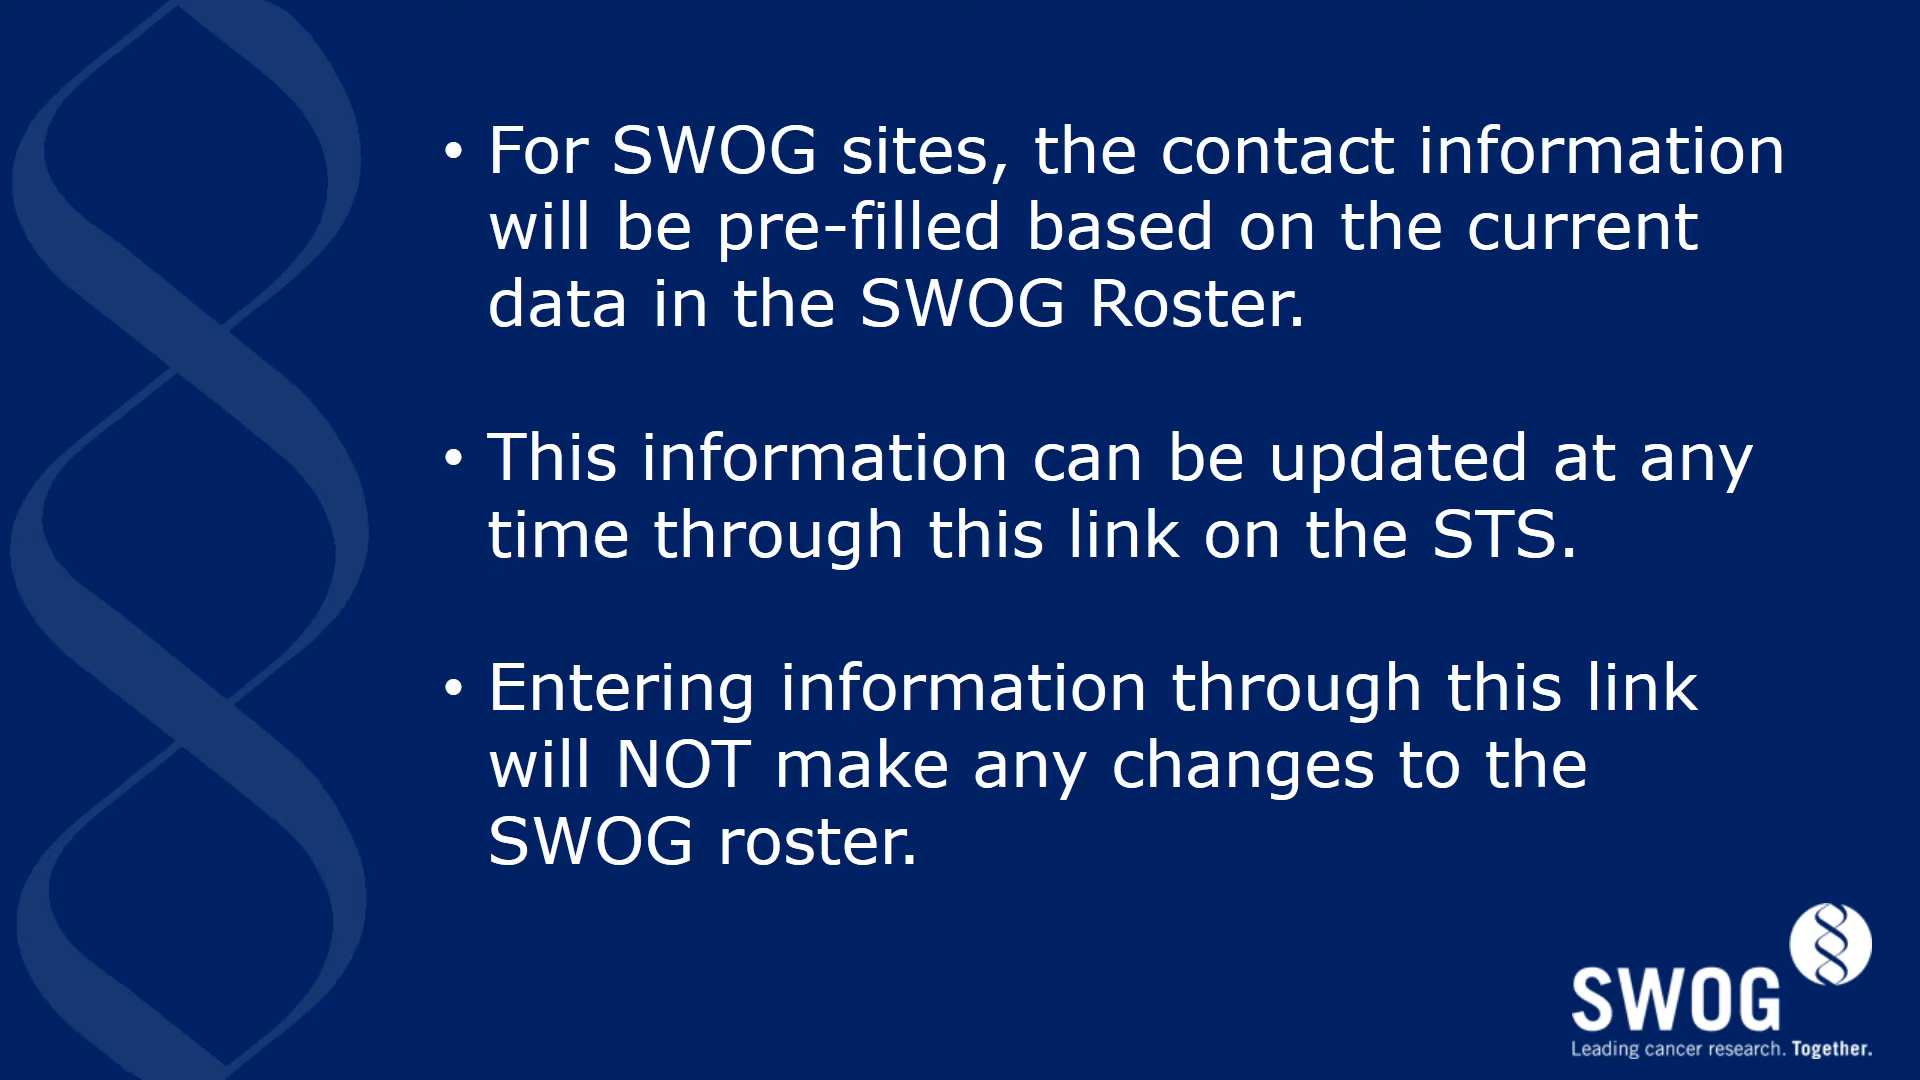 • For SWOG sites, the contact information
will be pre-filled based on the current
data in the SWOG Roster.
• This information can be updated at any
time through this link on the STS.
• Entering information through this link
will NOT make any changes to the
SWOG roster.
SWOG
Leading cancer research. Together.